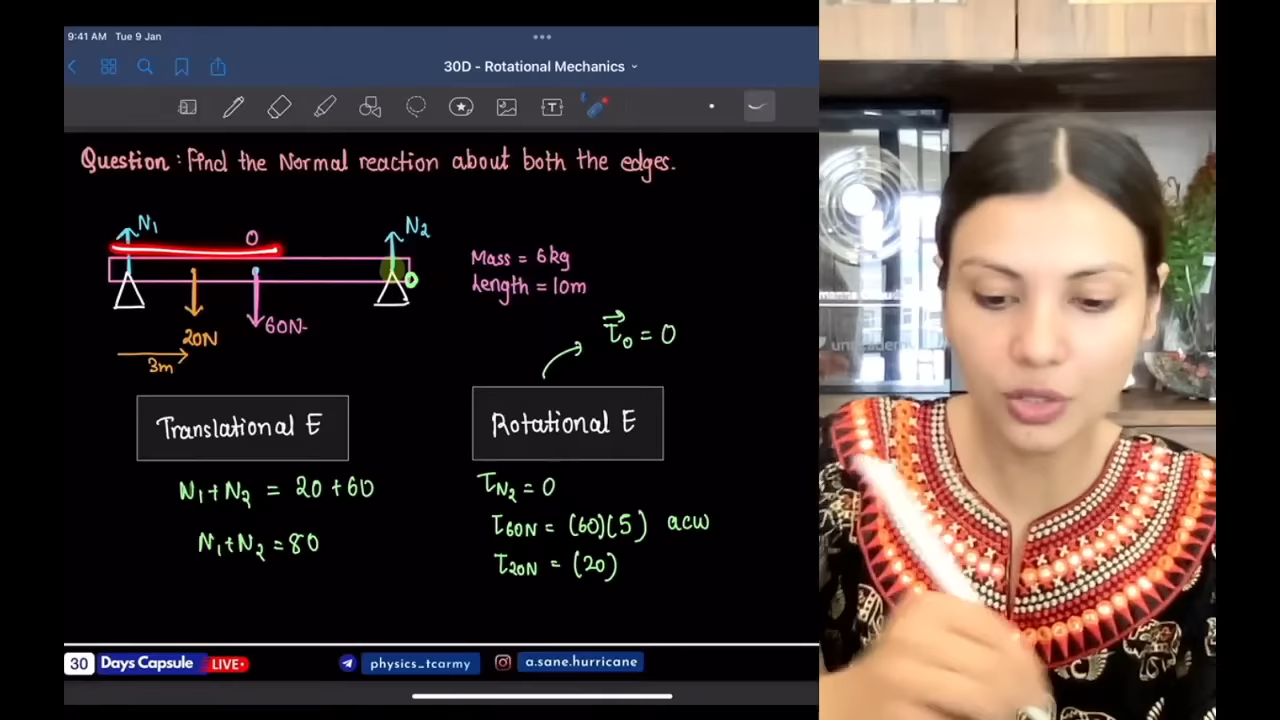 9:41 AM Tue 9 Jan
30D - Rotational Mechanics
T
Question: Find the Normal reaction about both the edges.
N₁
O
N₂
Mass = 6kg
Length = 10m
O
20N
60N
3m
τ⃗₀ = 0
Translational E
Rotational E
N₁+N₂ = 20+60
τN₂ = 0
N₁+N₂ = 80
τ60N = (60)(5) acw
τ20N = (20)
30 Days Capsule LIVE
physics_tcarmy
a.sane.hurricane